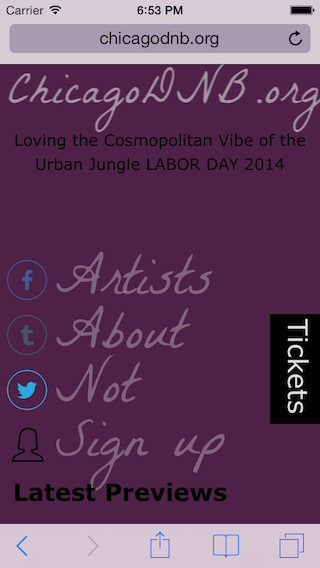 Carrier 6:53 PM
chicagodnb.org
ChicagoDNB.org
Loving the Cosmopolitan Vibe of the
Urban Jungle LABOR DAY 2014
Artists
About
Tickets
Not
Sign up
Latest Previews